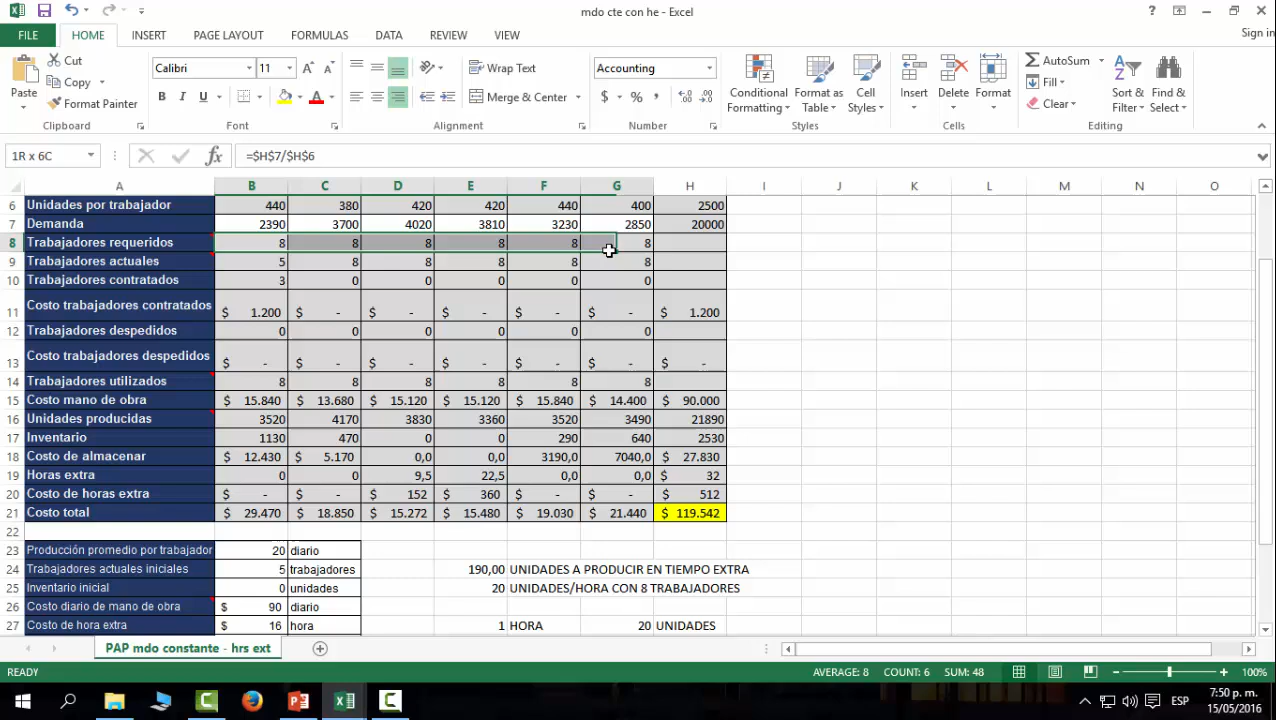 mdo cte con he - Excel
FILE HOME INSERT PAGE LAYOUT FORMULAS DATA REVIEW VIEW Sign in
Paste Cut Copy Format Painter
Calibri 11
B I U
Wrap Text
Merge & Center
Accounting
$ % ,
Conditional Formatting
Format as Table
Cell Styles
Insert Delete Format
AutoSum
Fill
Clear
Sort & Filter
Find & Select
Clipboard Font Alignment Number Styles Cells Editing
1R x 6C fx =$H$7/$H$6
A B C D E F G H I J K L M N O
6 Unidades por trabajador 440 380 420 420 440 400 2500
7 Demanda 2390 3700 4020 3810 3230 2850 20000
8 Trabajadores requeridos 8 8 8 8 8 8
9 Trabajadores actuales 5 8 8 8 8 8
10 Trabajadores contratados 3 0 0 0 0 0
11 Costo trabajadores contratados $ 1.200 $ - $ - $ - $ - $ - $ 1.200
12 Trabajadores despedidos 0 0 0 0 0 0
13 Costo trabajadores despedidos $ - $ - $ - $ - $ - $ - $ -
14 Trabajadores utilizados 8 8 8 8 8 8
15 Costo mano de obra $ 15.840 $ 13.680 $ 15.120 $ 15.120 $ 15.840 $ 14.400 $ 90.000
16 Unidades producidas 3520 4170 3830 3360 3520 3490 21890
17 Inventario 1130 470 0 0 290 640 2530
18 Costo de almacenar $ 12.430 $ 5.170 0,0 0,0 3190,0 7040,0 $ 27.830
19 Horas extra 0 0 9,5 22,5 0,0 0,0 $ 32
20 Costo de horas extra $ - $ - $ 152 $ 360 $ - $ - $ 512
21 Costo total $ 29.470 $ 18.850 $ 15.272 $ 15.480 $ 19.030 $ 21.440 $ 119.542
22
23 Producción promedio por trabajador 20 diario
24 Trabajadores actuales iniciales 5 trabajadores 190,00 UNIDADES A PRODUCIR EN TIEMPO EXTRA
25 Inventario inicial 0 unidades 20 UNIDADES/HORA CON 8 TRABAJADORES
26 Costo diario de mano de obra $ 90 diario
27 Costo de hora extra $ 16 hora 1 HORA 20 UNIDADES
PAP mdo constante - hrs ext
READY AVERAGE: 8 COUNT: 6 SUM: 48 100%
ESP
7:50 p. m.
15/05/2016